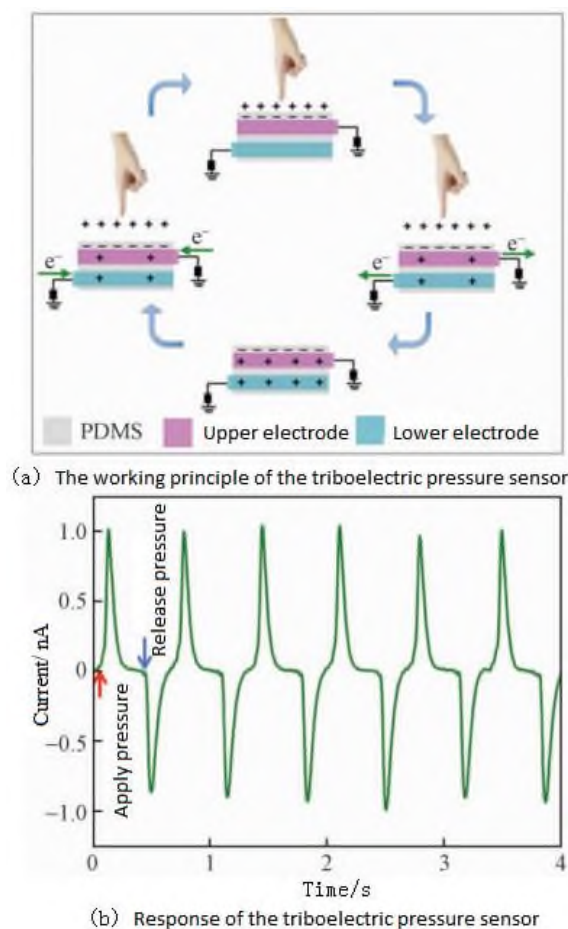 + + + + + +
e⁻
e⁻
+ + + + + +
+ +
+ +
+ + + + + +
e⁻
e⁻
+ +
+ +
+ + + +
+ + + +
PDMS Upper electrode Lower electrode
(a) The working principle of the triboelectric pressure sensor
Current/ nA
1.0
0.5
0
-0.5
-1.0
Apply pressure
Release pressure
0 1 2 3 4
Time/s
(b) Response of the triboelectric pressure sensor